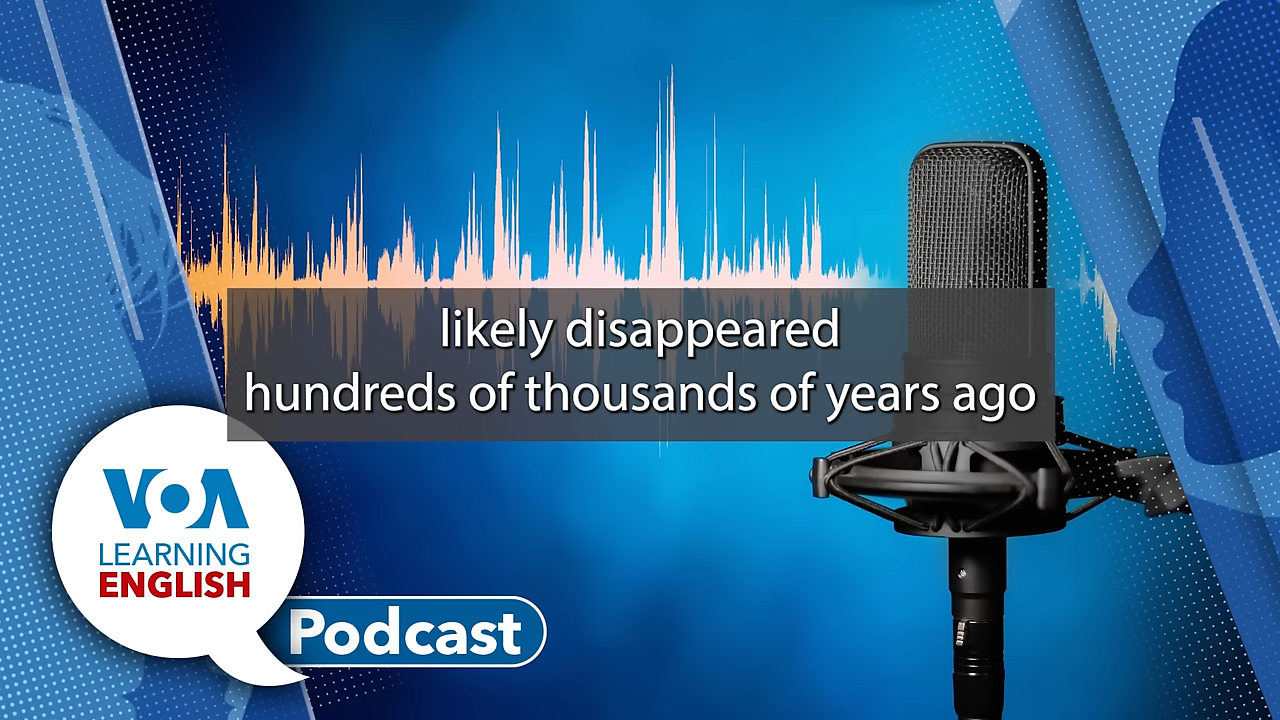 likely disappeared
hundreds of thousands of years ago
VOA
LEARNING
ENGLISH
Podcast